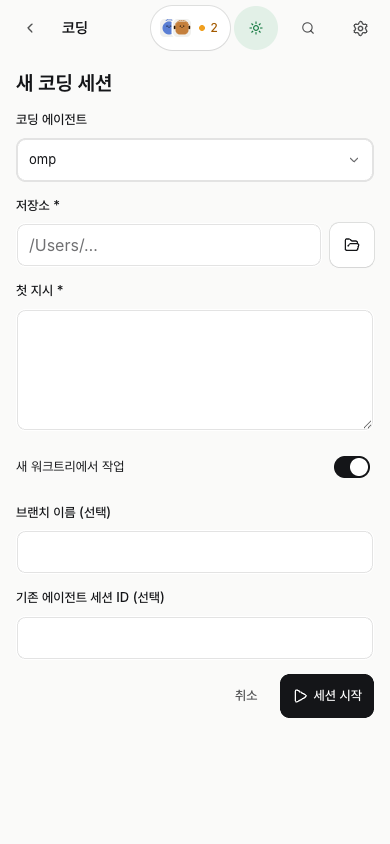 코딩
2
새 코딩 세션
코딩 에이전트
omp
저장소 *
/Users/...
첫 지시 *
새 워크트리에서 작업
브랜치 이름 (선택)
기존 에이전트 세션 ID (선택)
취소
세션 시작